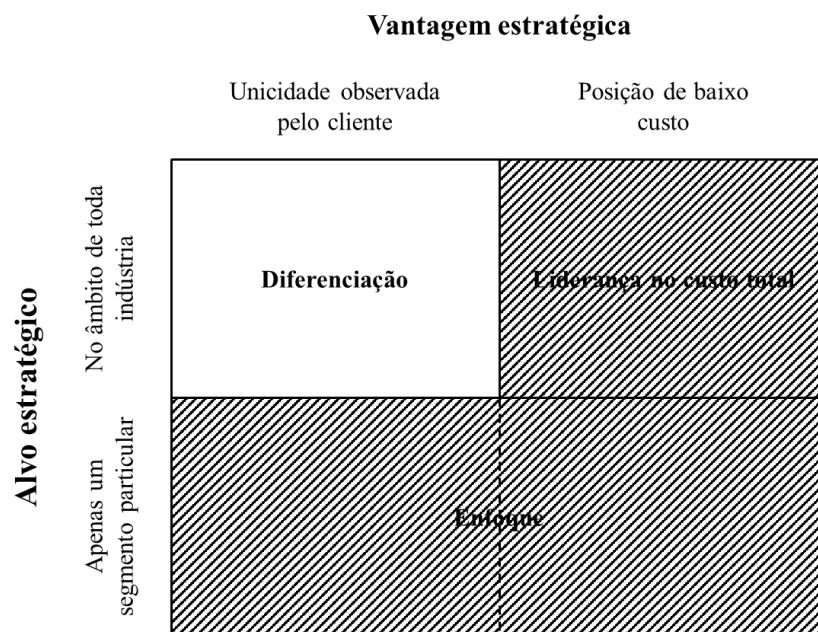 Vantagem estratégica
Unicidade observada
pelo cliente
Posição de baixo
custo
Alvo estratégico
No âmbito de toda
indústria
Diferenciação
Liderança no custo total
Apenas um
segmento particular
Enfoque